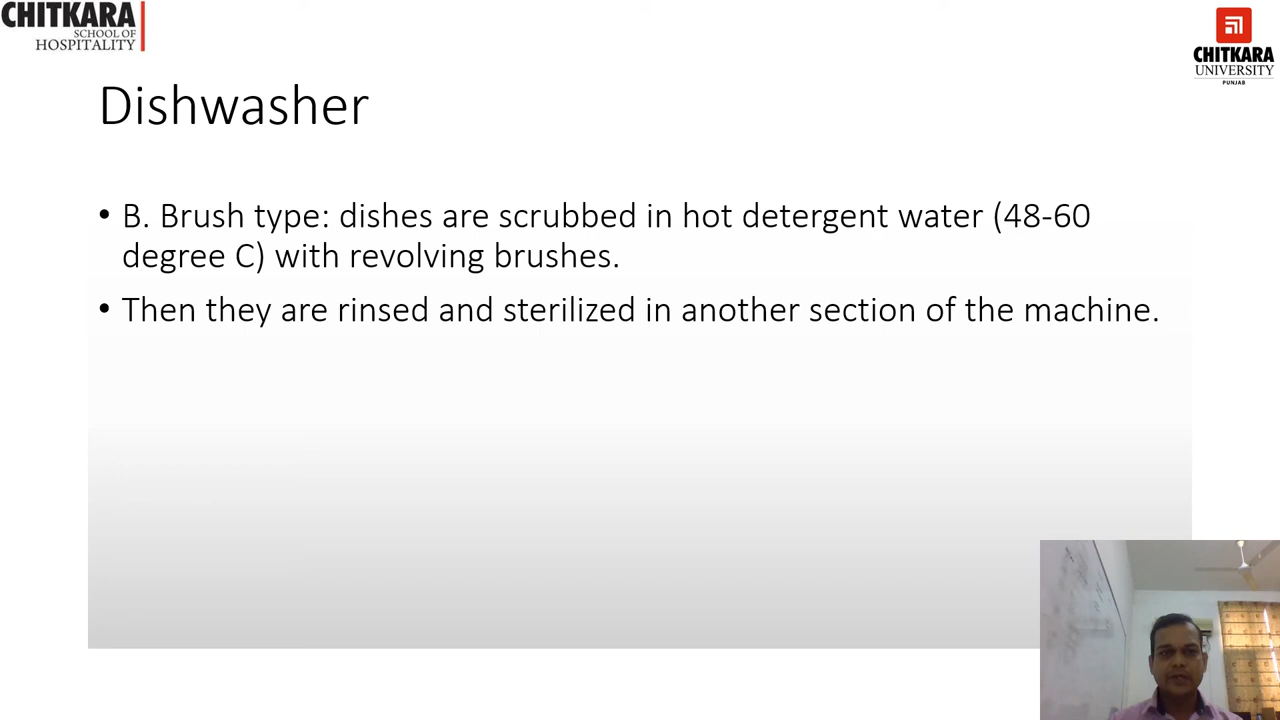 CHITKARA
SCHOOL OF
HOSPITALITY
CHITKARA
UNIVERSITY
PUNJAB
Dishwasher
• B. Brush type: dishes are scrubbed in hot detergent water (48-60
degree C) with revolving brushes.
• Then they are rinsed and sterilized in another section of the machine.